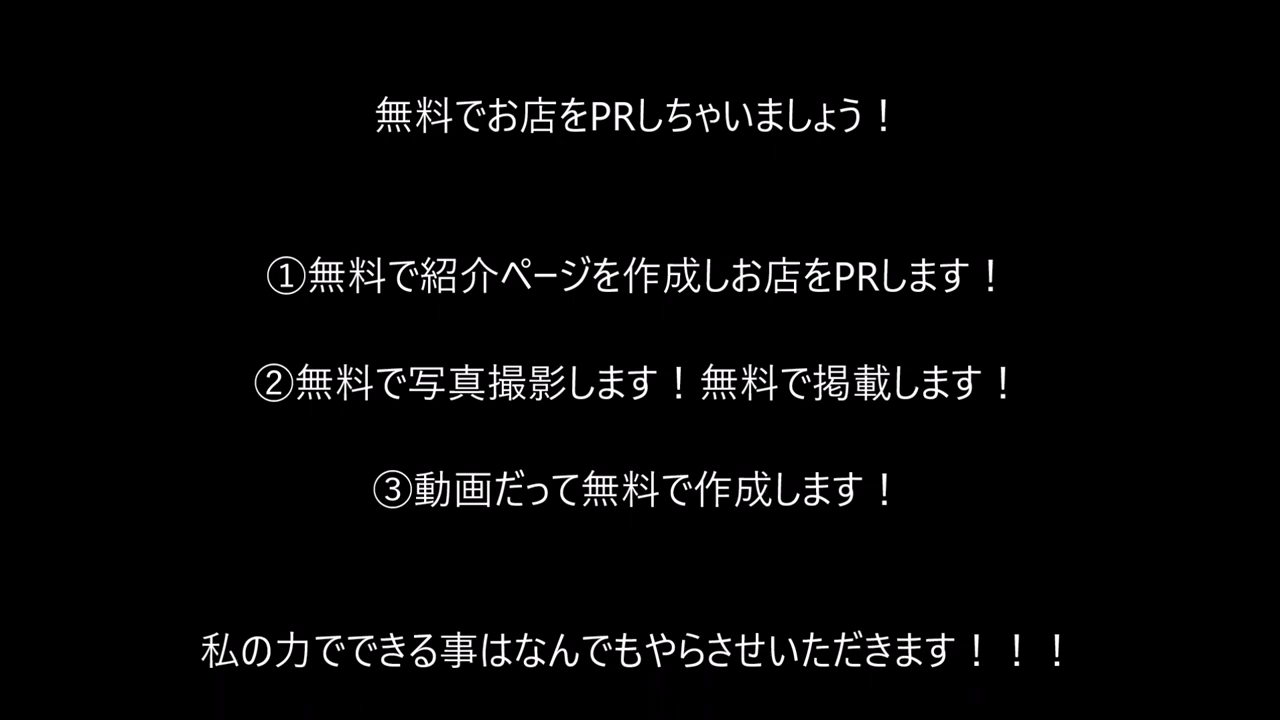 無料でお店をPRしちゃいましょう！
①無料で紹介ページを作成しお店をPRします！
②無料で写真撮影します！無料で掲載します！
③動画だって無料で作成します！
私の力でできる事はなんでもやらさせいただきます！！！